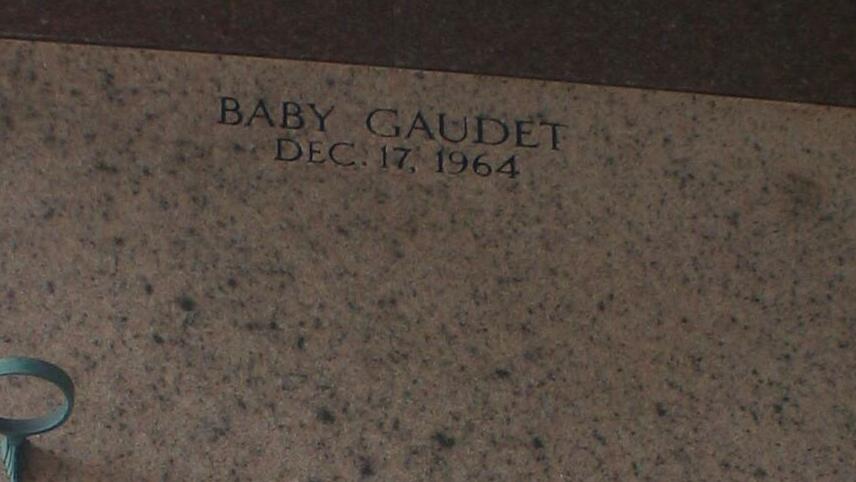 BABY GAUDET
DEC. 17, 1964